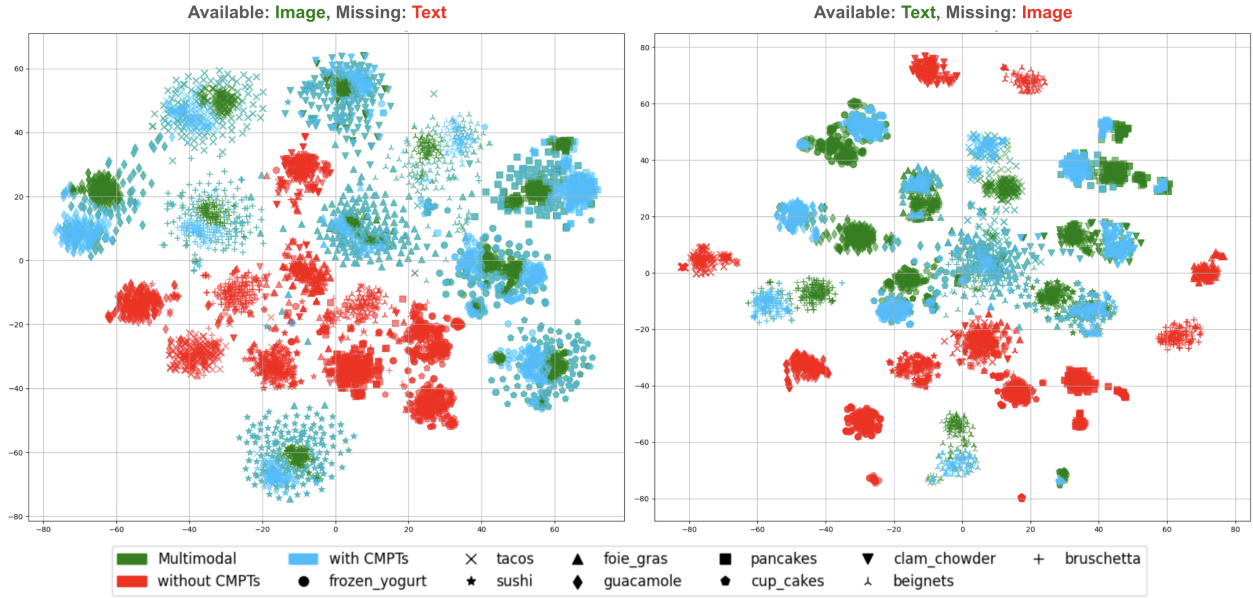 Available: Image, Missing: Text
Available: Text, Missing: Image
60
40
20
0
−20
−40
−60
−80
−80 −60 −40 −20 0 20 40 60
80
60
40
20
0
−20
−40
−60
−80
−80 −60 −40 −20 0 20 40 60 80
Multimodal with CMPTs tacos foie_gras pancakes clam_chowder bruschetta
without CMPTs frozen_yogurt sushi guacamole cup_cakes beignets